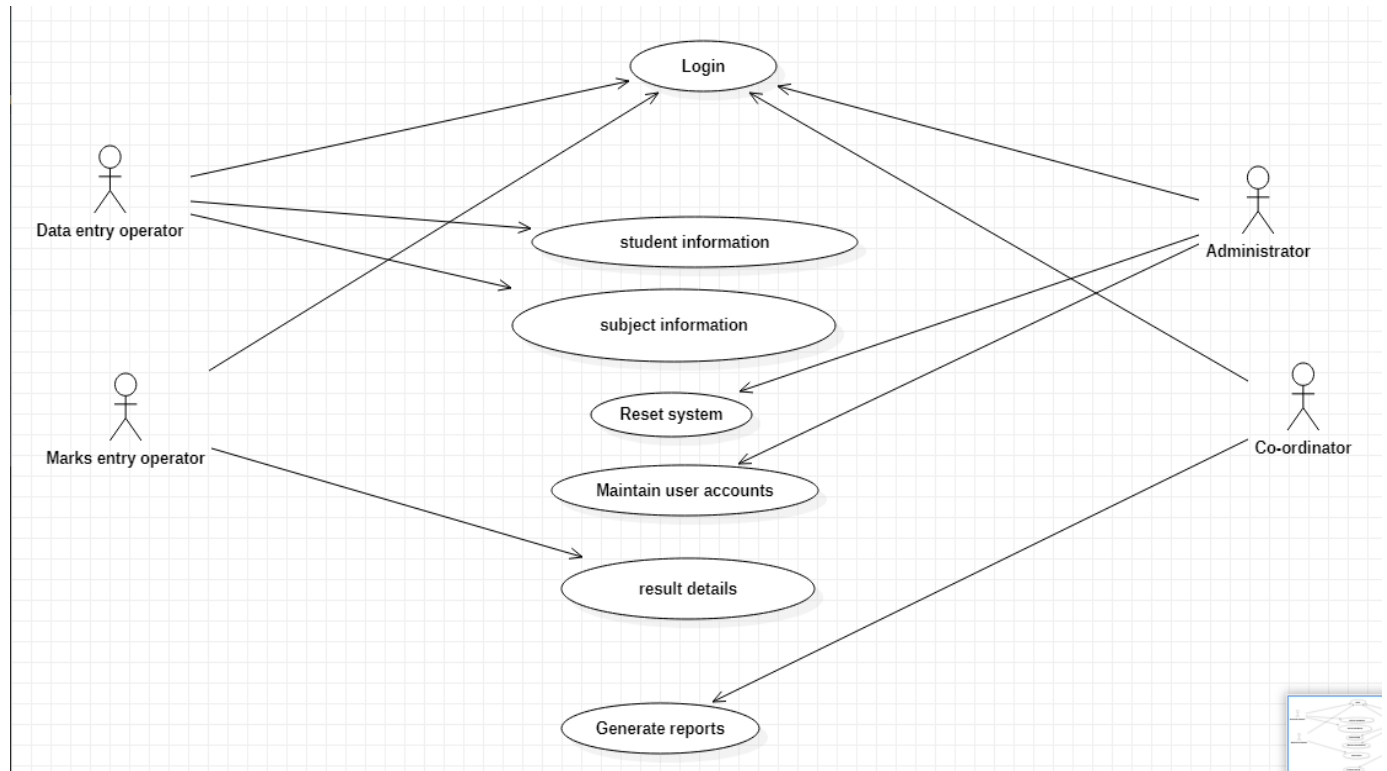 Login
Data entry operator
student information
Administrator
subject information
Reset system
Marks entry operator
Co-ordinator
Maintain user accounts
result details
Generate reports